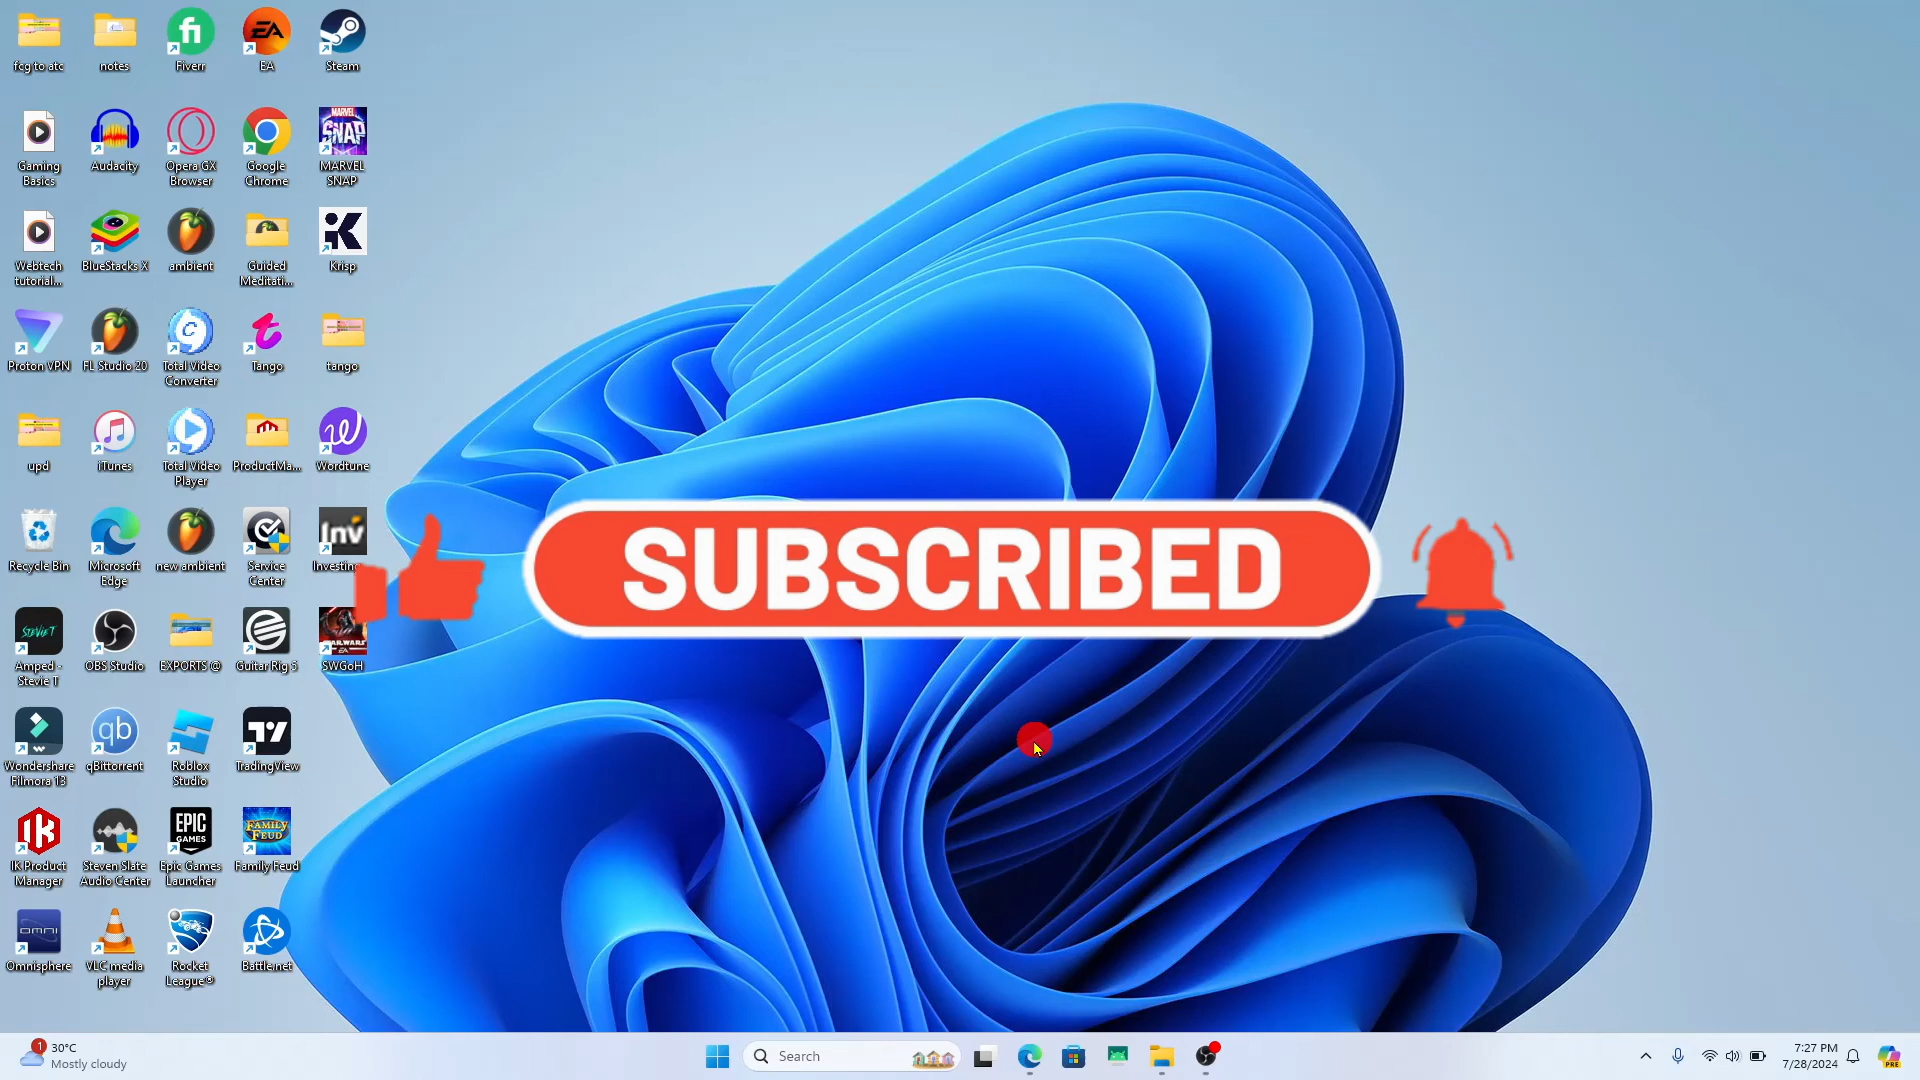 fcg to atc
notes
Fiverr
EA
Steam
Gaming Basics
Audacity
Opera GX Browser
Google Chrome
MARVEL SNAP
Webtech tutorial...
BlueStacks X
ambient
Guided Meditati...
Krisp
Proton VPN
FL Studio 20
Total Video Converter
Tango
tango
upd
iTunes
Total Video Player
ProductMa...
Wordtune
Recycle Bin
Microsoft Edge
new ambient
Service Center
Inv
SUBSCRIBED
Amped - Stevie T
OBS Studio
EXPORTS @
Guitar Rig 5
SWGoH
Wondershare Filmora 13
qBittorrent
Roblox Studio
TradingView
IK Product Manager
Steven Slate Audio Center
EPIC GAMES
Epic Games Launcher
FAMILY FEUD
Family Feud
OMNI
Omnisphere
VLC media player
Rocket League®
Battle.net
1
30°C
Mostly cloudy
Search
7:27 PM
7/28/2024
PRE